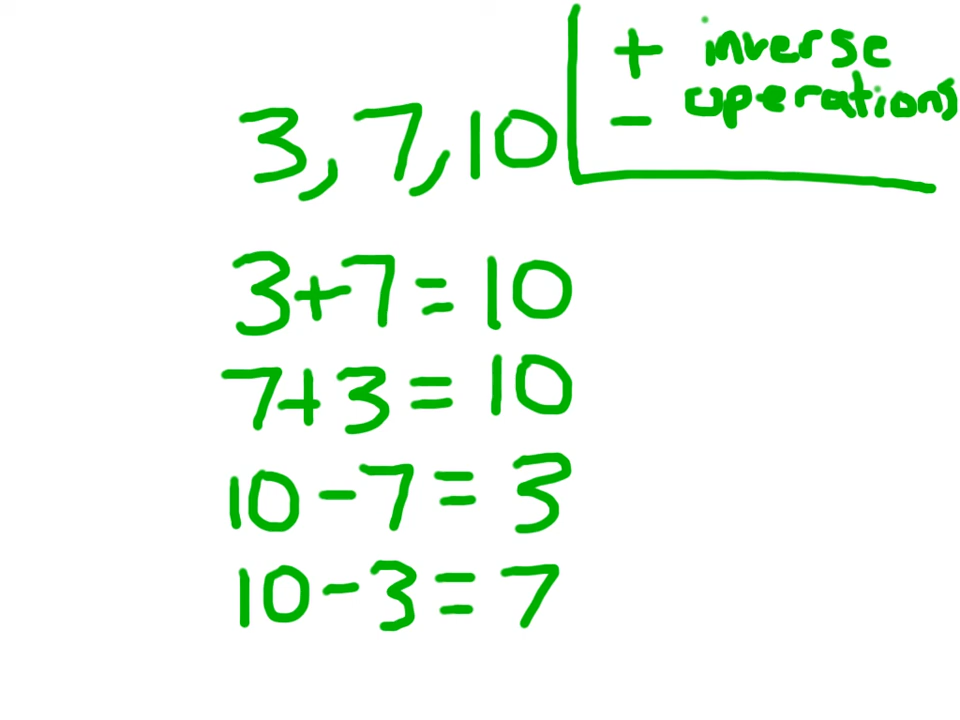 + inverse
- operations
3, 7, 10
3+7=10
7+3=10
10-7=3
10-3=7